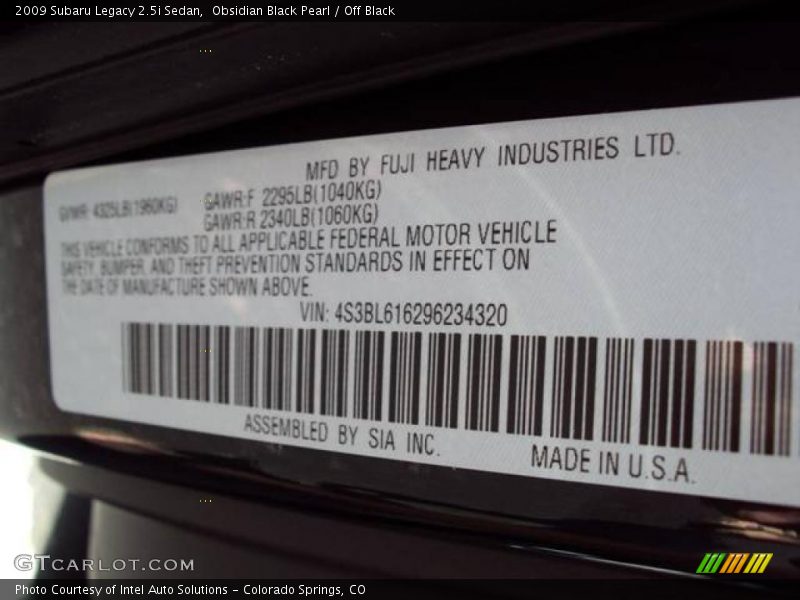 2009 Subaru Legacy 2.5i Sedan,  Obsidian Black Pearl / Off Black
MFD BY FUJI HEAVY INDUSTRIES LTD.
GVWR: 4325LB(1960KG) GAWR:F 2295LB(1040KG)
GAWR:R 2340LB(1060KG)
THIS VEHICLE CONFORMS TO ALL APPLICABLE FEDERAL MOTOR VEHICLE
SAFETY, BUMPER, AND THEFT PREVENTION STANDARDS IN EFFECT ON
THE DATE OF MANUFACTURE SHOWN ABOVE.
VIN: 4S3BL616296234320
ASSEMBLED BY SIA INC.
MADE IN U.S.A.
GTCARLOT.COM
Photo Courtesy of Intel Auto Solutions – Colorado Springs, CO